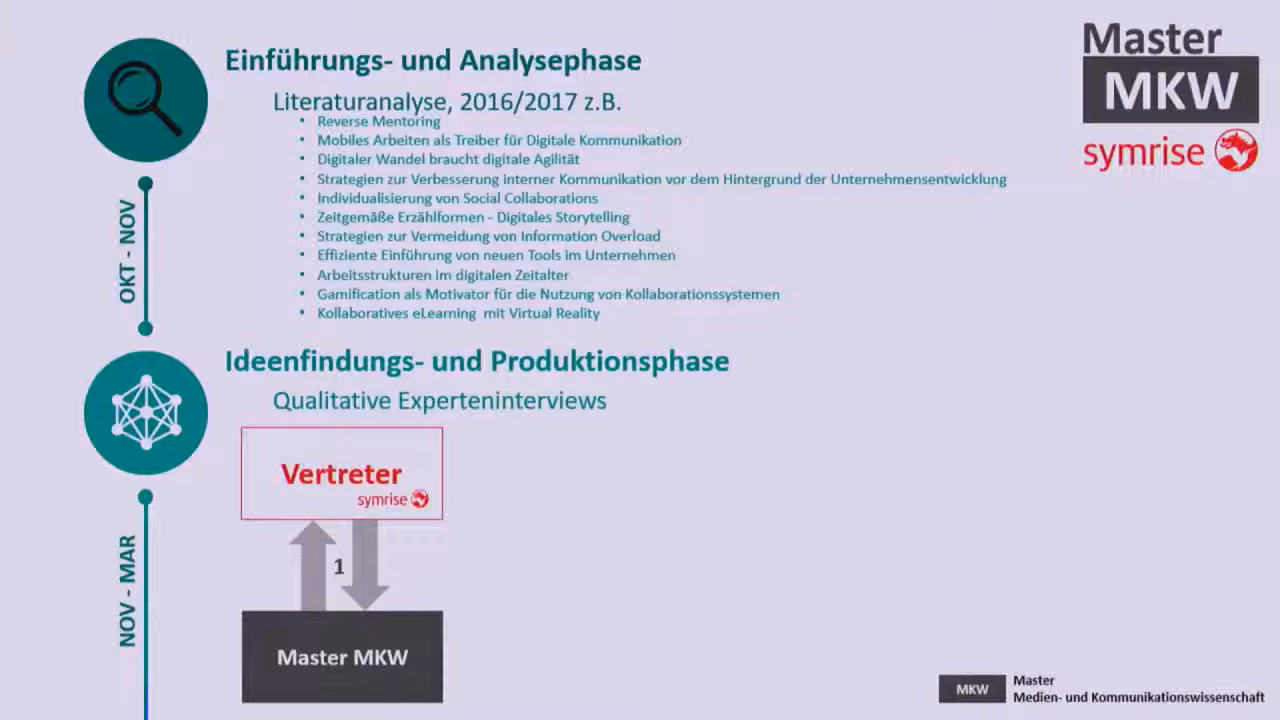 Einführungs- und Analysephase
Literaturanalyse, 2016/2017 z.B.
• Reverse Mentoring
• Mobiles Arbeiten als Treiber für Digitale Kommunikation
• Digitaler Wandel braucht digitale Agilität
• Strategien zur Verbesserung interner Kommunikation vor dem Hintergrund der Unternehmensentwicklung
• Individualisierung von Social Collaborations
• Zeitgemäße Erzählformen - Digitales Storytelling
• Strategien zur Vermeidung von Information Overload
• Effiziente Einführung von neuen Tools im Unternehmen
• Arbeitsstrukturen im digitalen Zeitalter
• Gamification als Motivator für die Nutzung von Kollaborationssystemen
• Kollaboratives eLearning mit Virtual Reality
OKT - NOV
Master
MKW
symrise
Ideenfindungs- und Produktionsphase
Qualitative Experteninterviews
Vertreter
symrise
1
Master MKW
NOV - MAR
MKW
Master
Medien- und Kommunikationswissenschaft